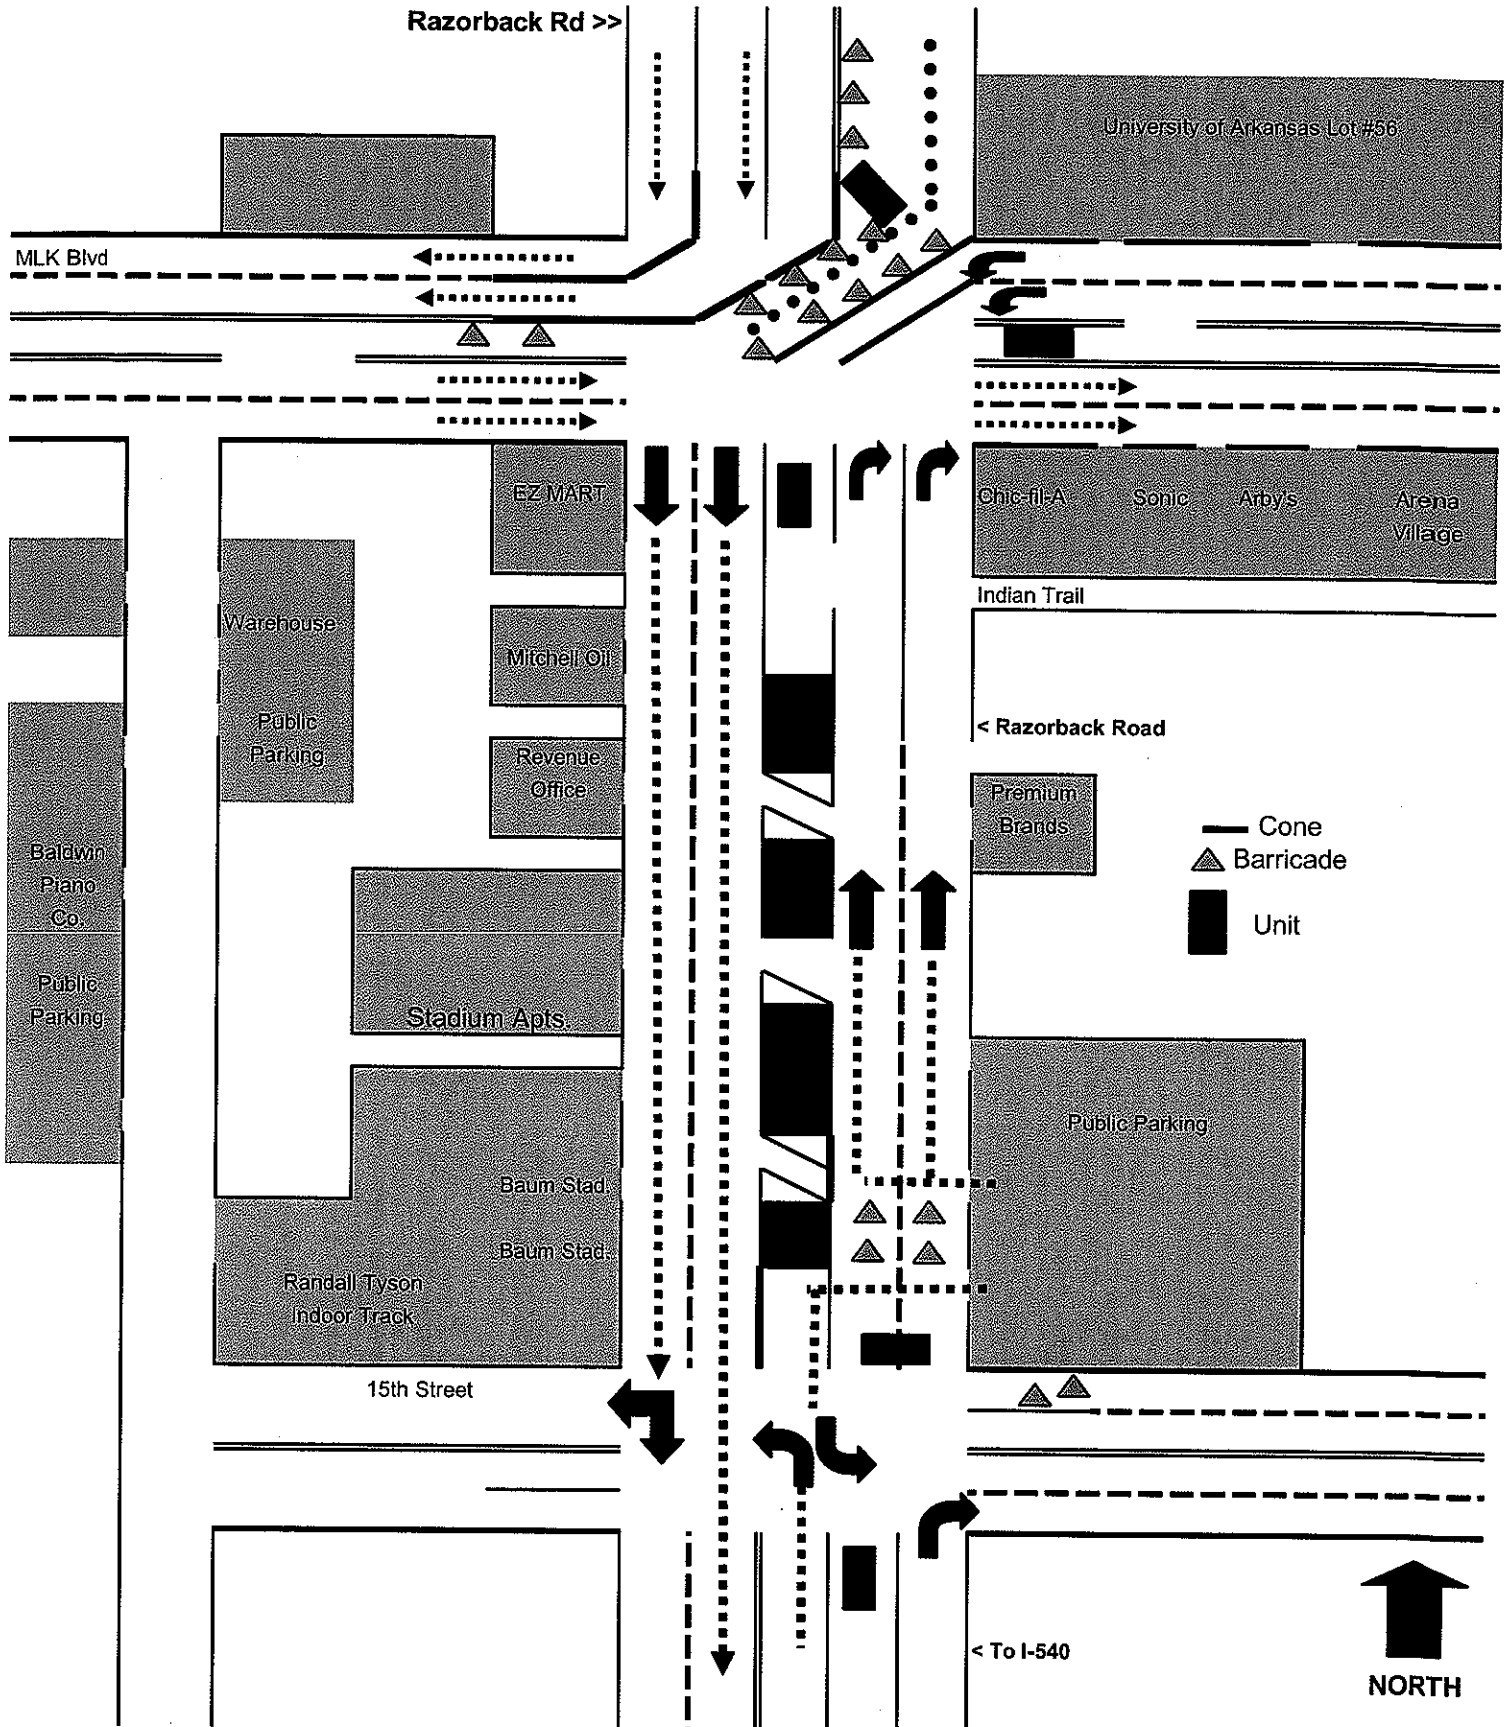 Razorback Rd >>
University of Arkansas Lot #56
MLK Blvd
EZ MART
Chic-fil-A
Sonic
Arby's
Arena
Village
Indian Trail
Warehouse
Mitchell Oil
Public
Parking
< Razorback Road
Revenue
Office
Premium
Brands
Cone
Barricade
Unit
Baldwin
Piano
Co.
Public
Parking
Stadium Apts.
Public Parking
Baum Stad.
Baum Stad.
Randall Tyson
Indoor Track
15th Street
< To I-540
NORTH